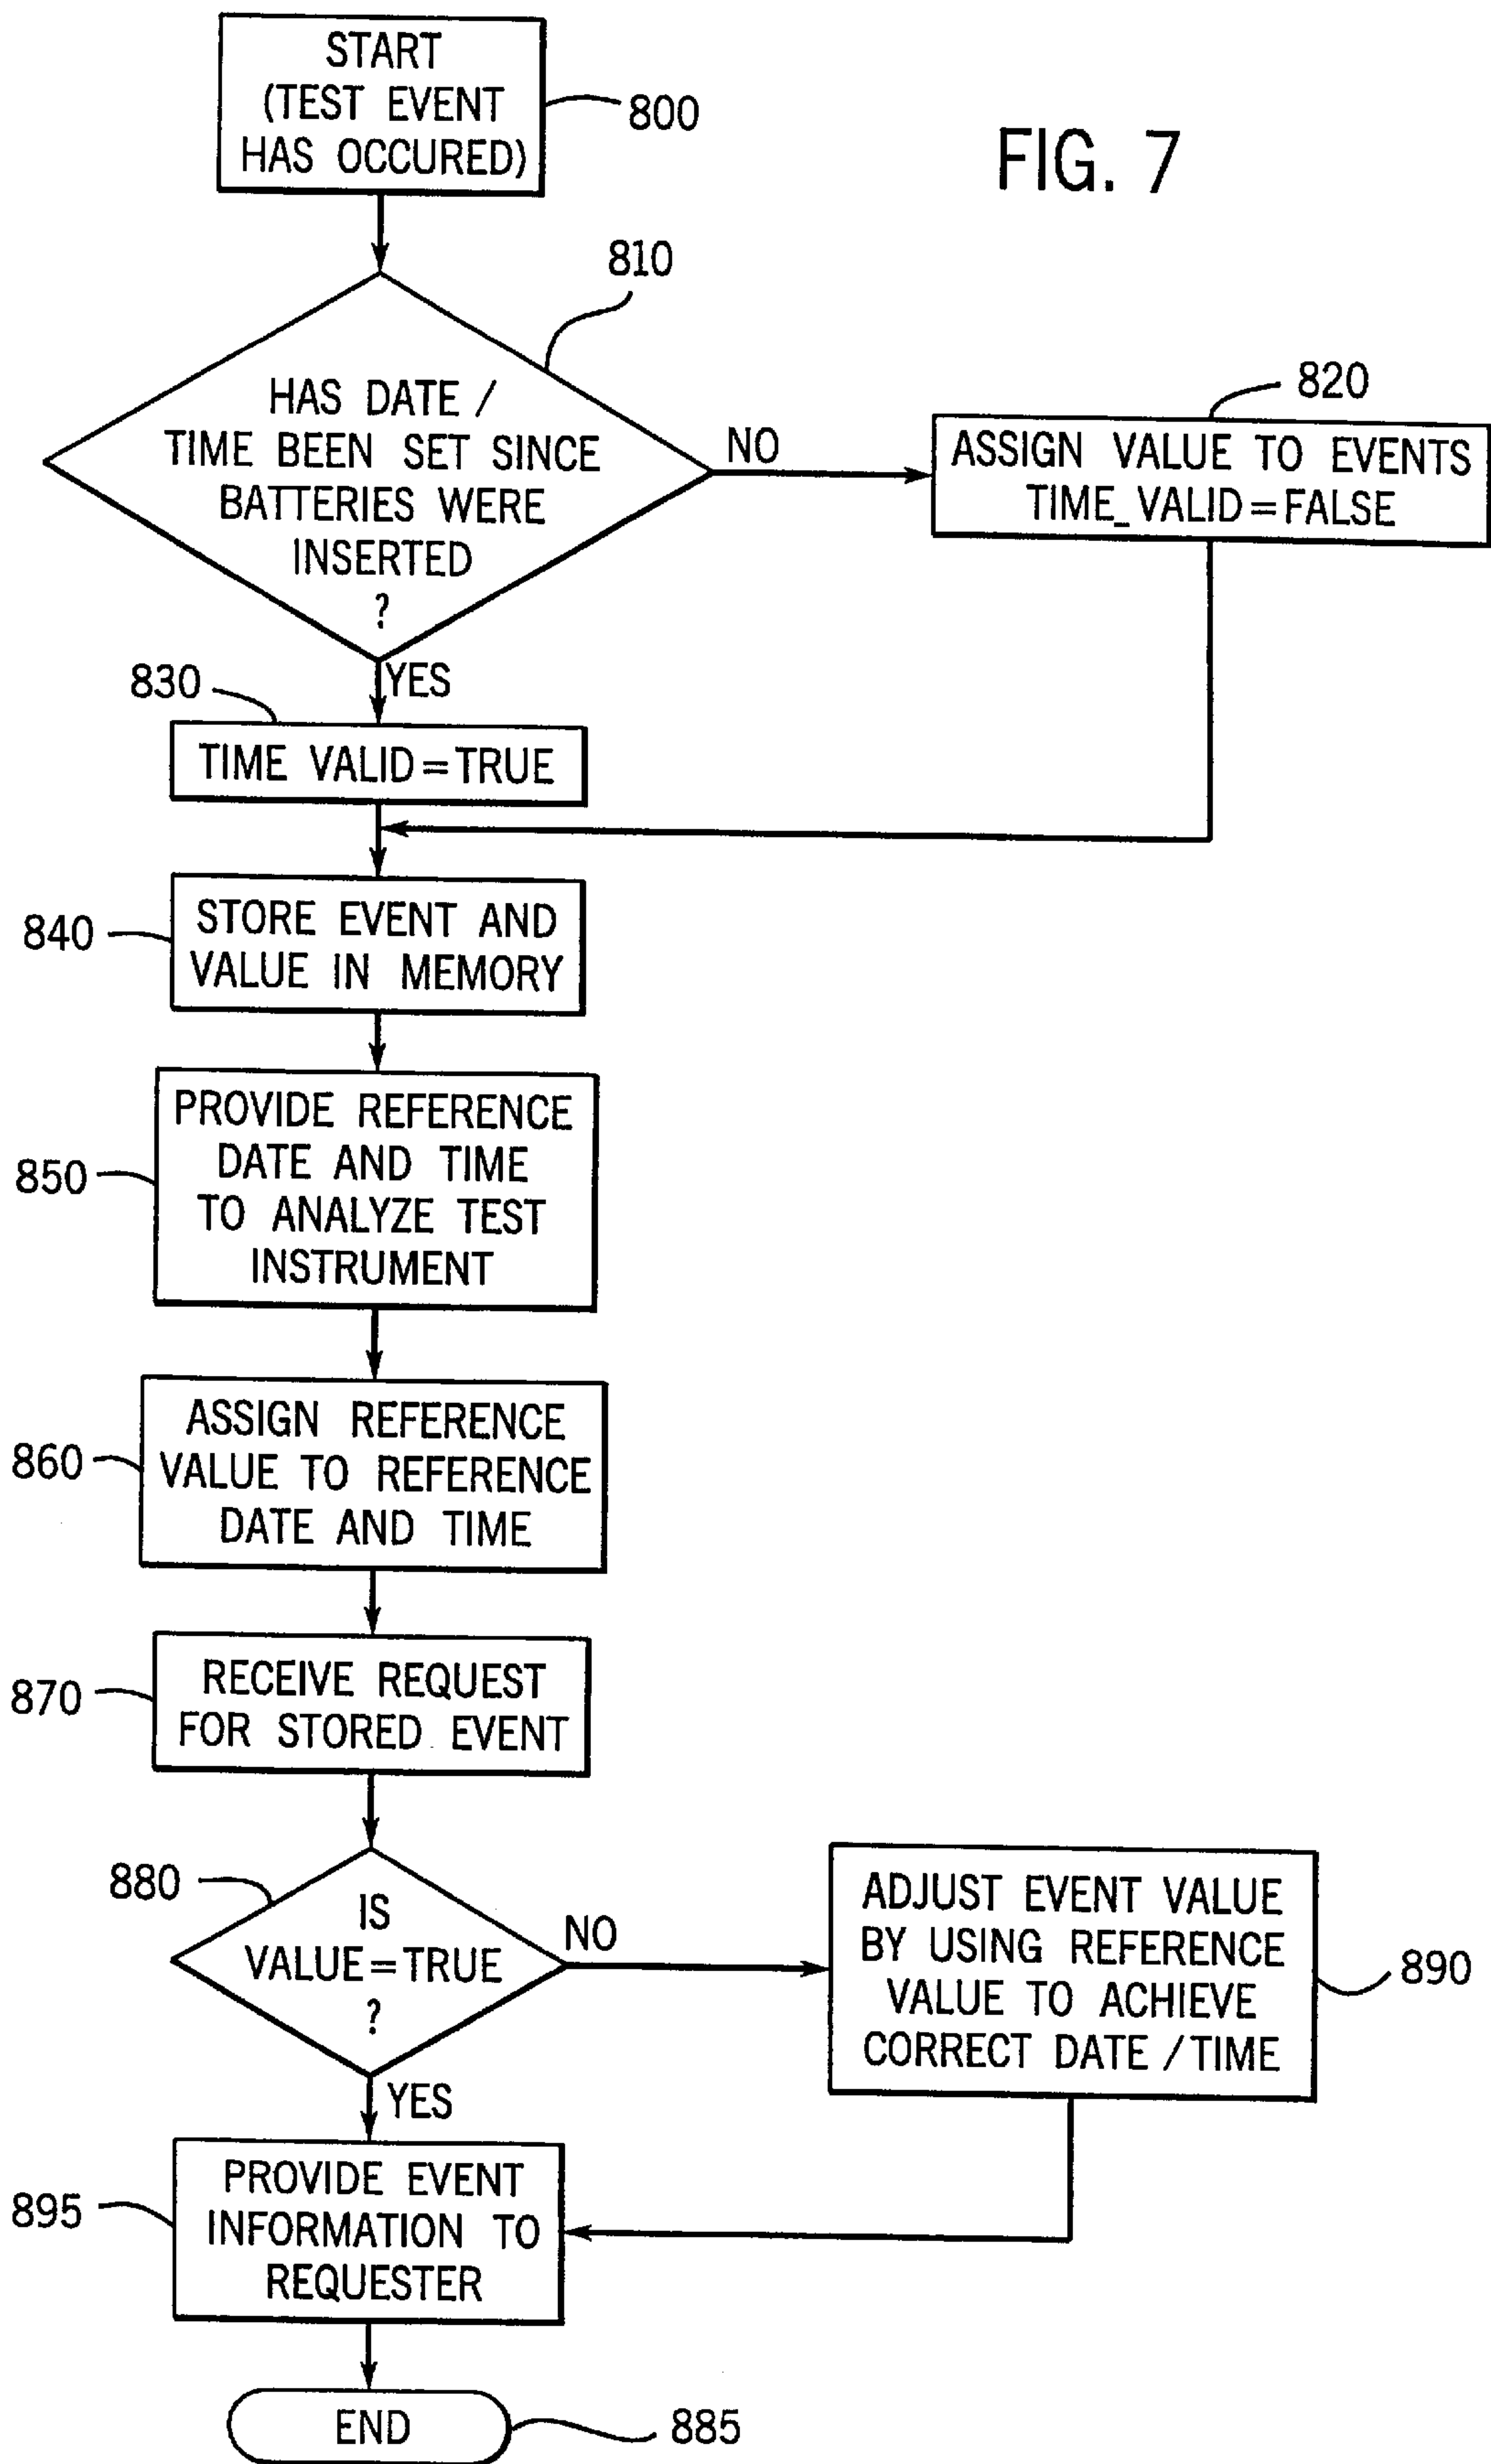 START
(TEST EVENT
HAS OCCURED)
800
FIG. 7
810
HAS DATE /
TIME BEEN SET SINCE
BATTERIES WERE
INSERTED
?
NO
820
ASSIGN VALUE TO EVENTS
TIME_VALID=FALSE
YES
830
TIME VALID=TRUE
840
STORE EVENT AND
VALUE IN MEMORY
850
PROVIDE REFERENCE
DATE AND TIME
TO ANALYZE TEST
INSTRUMENT
860
ASSIGN REFERENCE
VALUE TO REFERENCE
DATE AND TIME
870
RECEIVE REQUEST
FOR STORED EVENT
880
IS
VALUE=TRUE
?
NO
ADJUST EVENT VALUE
BY USING REFERENCE
VALUE TO ACHIEVE
CORRECT DATE /TIME
890
YES
895
PROVIDE EVENT
INFORMATION TO
REQUESTER
END
885